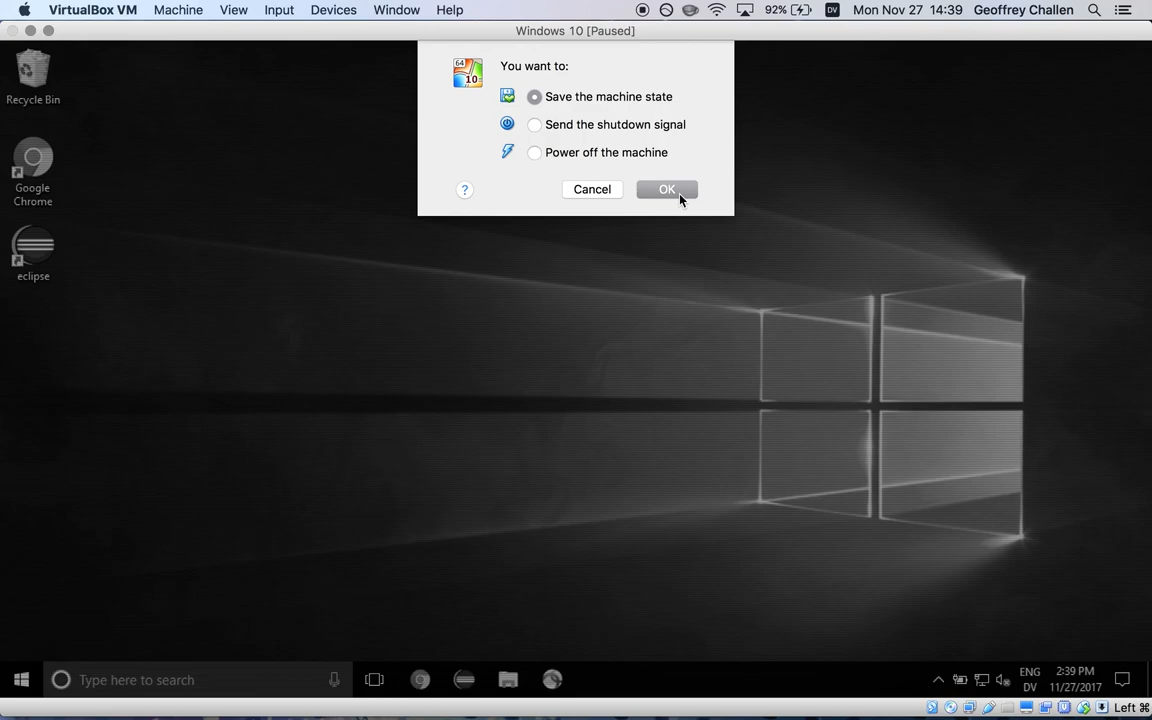 VirtualBox VM Machine View Input Devices Window Help 92% DV Mon Nov 27 14:39 Geoffrey Challen
Windows 10 [Paused]
64
10
You want to:
Save the machine state
Send the shutdown signal
Power off the machine
? Cancel OK
Recycle Bin
Google
Chrome
eclipse
Type here to search
ENG
DV
2:39 PM
11/27/2017
Left ⌘